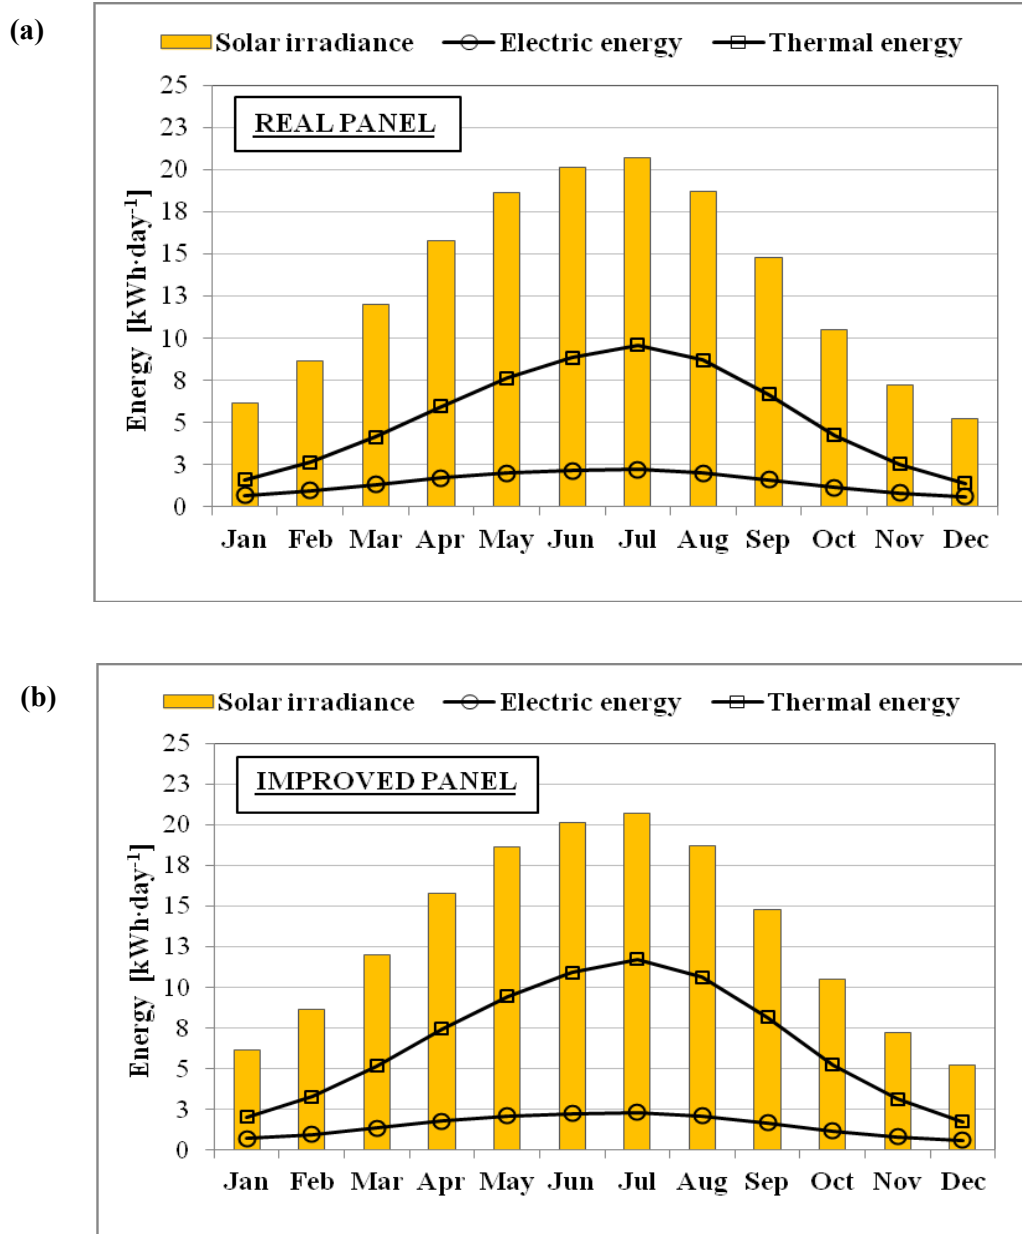 (a)
Solar irradiance Electric energy Thermal energy
REAL PANEL
Energy [kWh·day⁻¹]
25
23
20
18
15
13
10
8
5
3
0
Jan Feb Mar Apr May Jun Jul Aug Sep Oct Nov Dec
(b)
Solar irradiance Electric energy Thermal energy
IMPROVED PANEL
Energy [kWh·day⁻¹]
25
23
20
18
15
13
10
8
5
3
0
Jan Feb Mar Apr May Jun Jul Aug Sep Oct Nov Dec